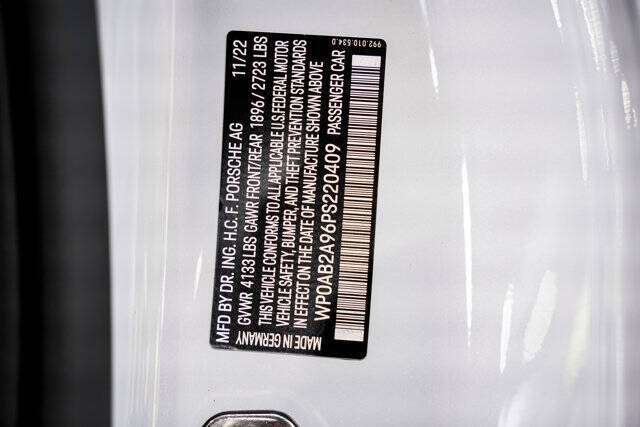 MFD BY DR. ING. H.C. F. PORSCHE AG 11/22
GVWR 4133 LBS GAWR FRONT/REAR 1896/ 2723 LBS
THIS VEHICLE CONFORMS TO ALL APPLICABLE U.S. FEDERAL MOTOR
VEHICLE SAFETY, BUMPER, AND THEFT PREVENTION STANDARDS
IN EFFECT ON THE DATE OF MANUFACTURE SHOWN ABOVE
WP0AB2A96PS220409 PASSENGER CAR
MADE IN GERMANY
992.010.534.D